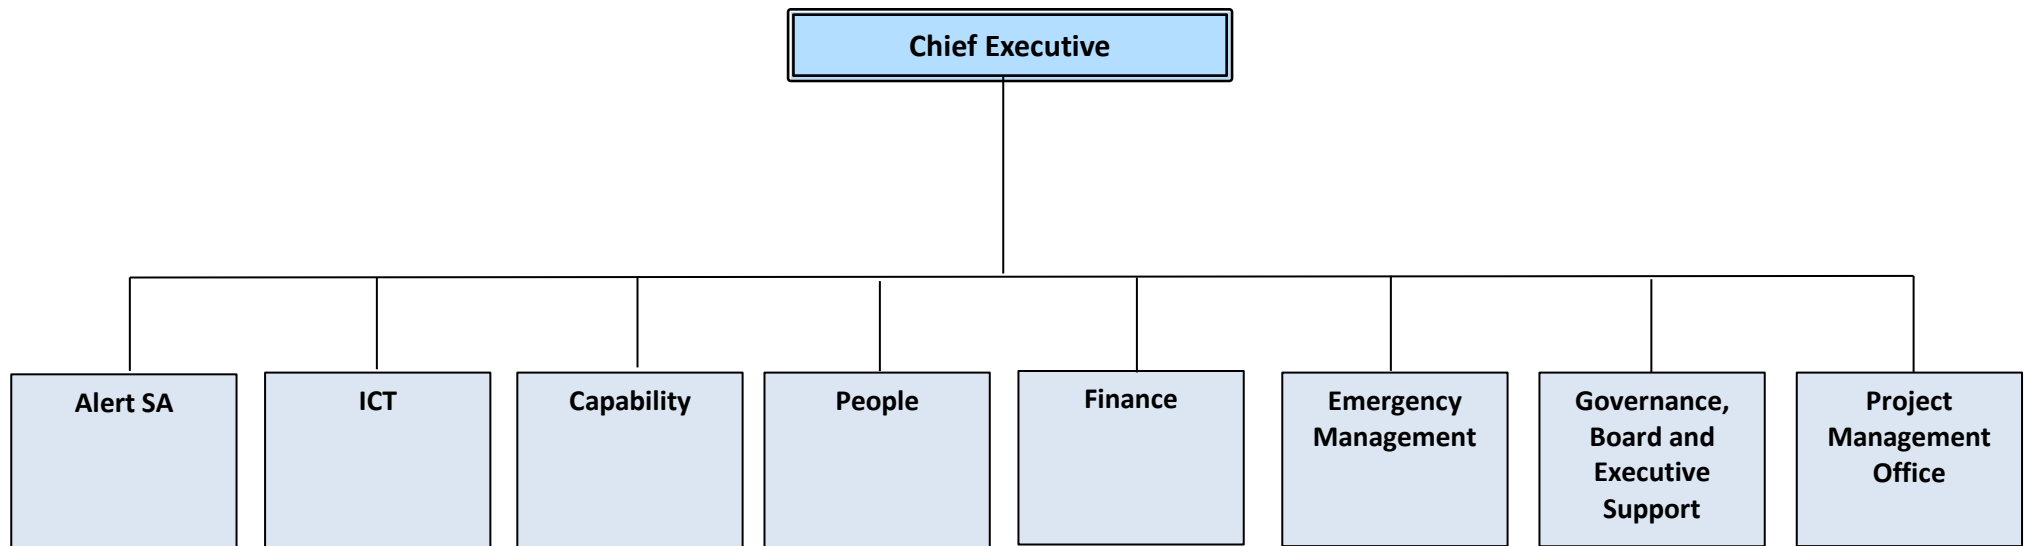 Chief Executive
Alert SA
ICT
Capability
People
Finance
Emergency
Management
Governance,
Board and
Executive
Support
Project
Management
Office